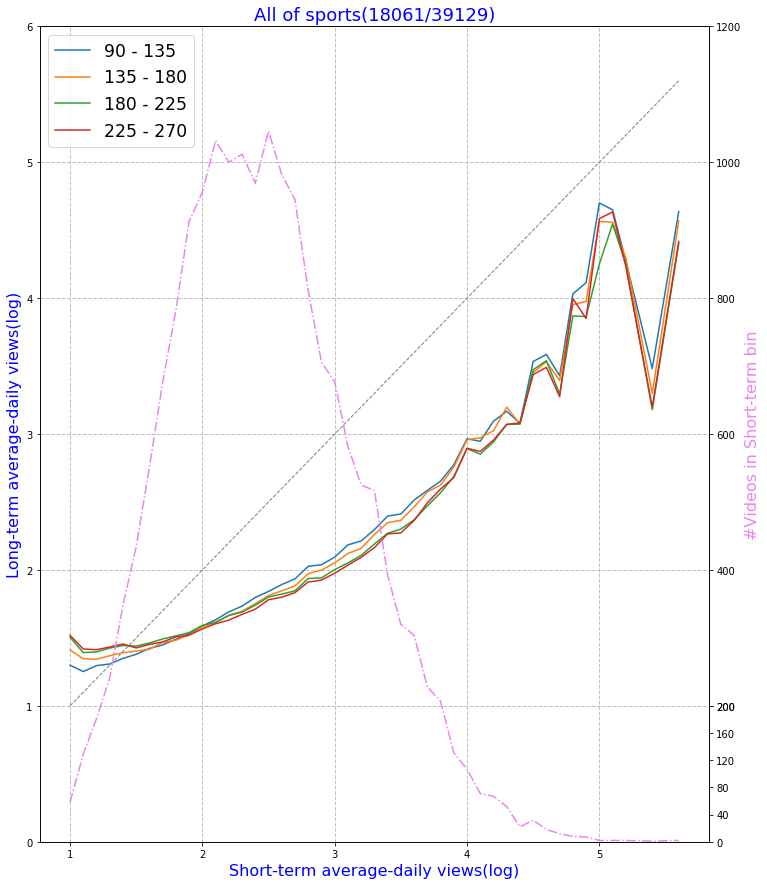 All of sports(18061/39129)
90 - 135
135 - 180
180 - 225
225 - 270
Long-term average-daily views(log)
6
5
4
3
2
1
0
1 2 3 4 5
Short-term average-daily views(log)
1200
1000
800
600
400
200
200
160
120
80
40
0
#Videos in Short-term bin